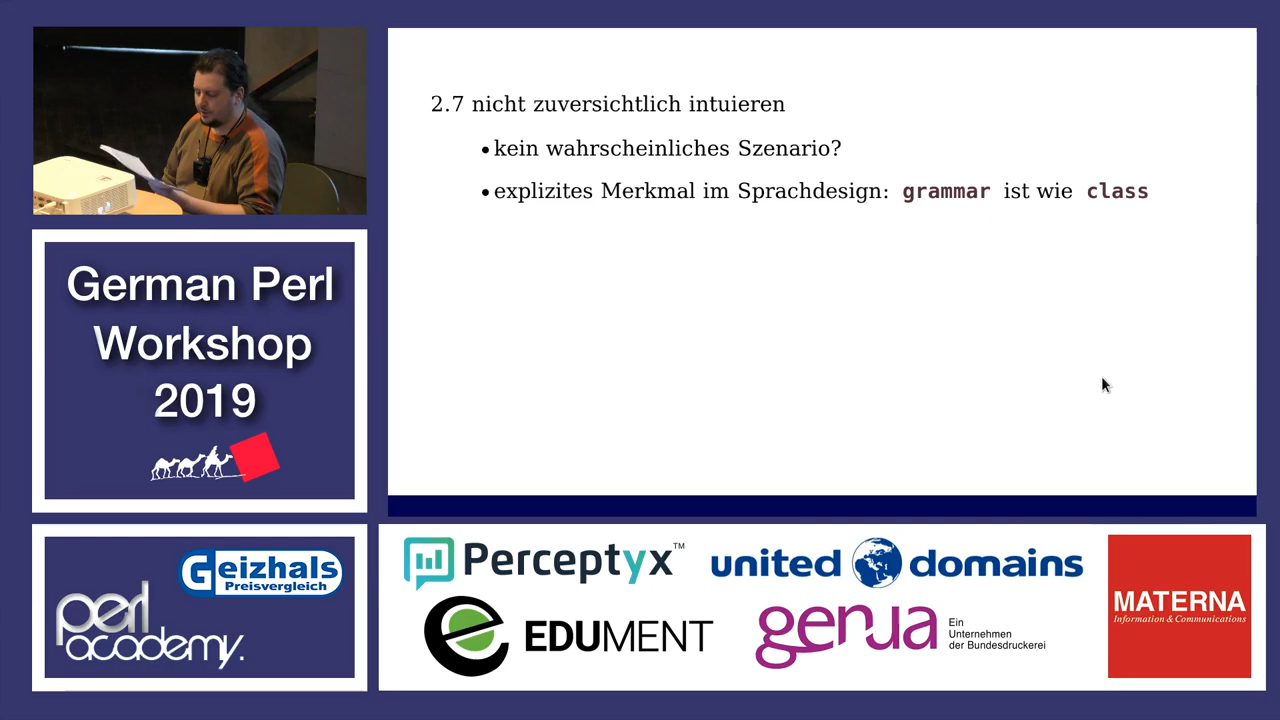 2.7 nicht zuversichtlich intuieren
•kein wahrscheinliches Szenario?
•explizites Merkmal im Sprachdesign: grammar ist wie class
German Perl
Workshop
2019
Geizhals
Preisvergleich
perl
academy.
Perceptyx™
united domains
EDUMENT
genua
Ein
Unternehmen
der Bundesdruckerei
MATERNA
Information & Communications